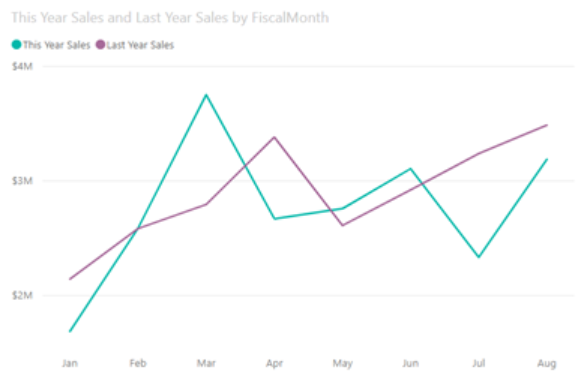 This Year Sales and Last Year Sales by FiscalMonth
This Year Sales Last Year Sales
$4M
$3M
$2M
Jan Feb Mar Apr May Jun Jul Aug